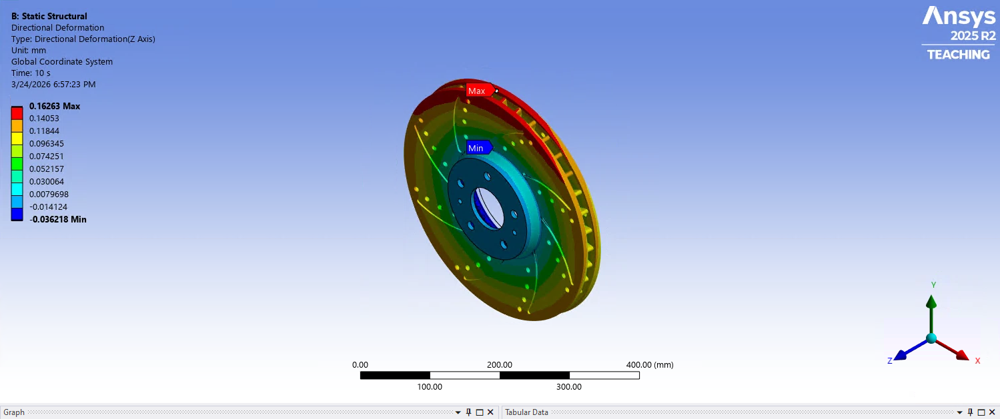 B: Static Structural
Directional Deformation
Type: Directional Deformation(Z Axis)
Unit: mm
Global Coordinate System
Time: 10 s
3/24/2026 6:57:23 PM
0.16263 Max
0.14053
0.11844
0.096345
0.074251
0.052157
0.030064
0.0079698
-0.014124
-0.036218 Min
Ansys
2025 R2
TEACHING
Max
Min
Y
Z
X
0.00 200.00 400.00 (mm)
100.00 300.00
Graph
Tabular Data